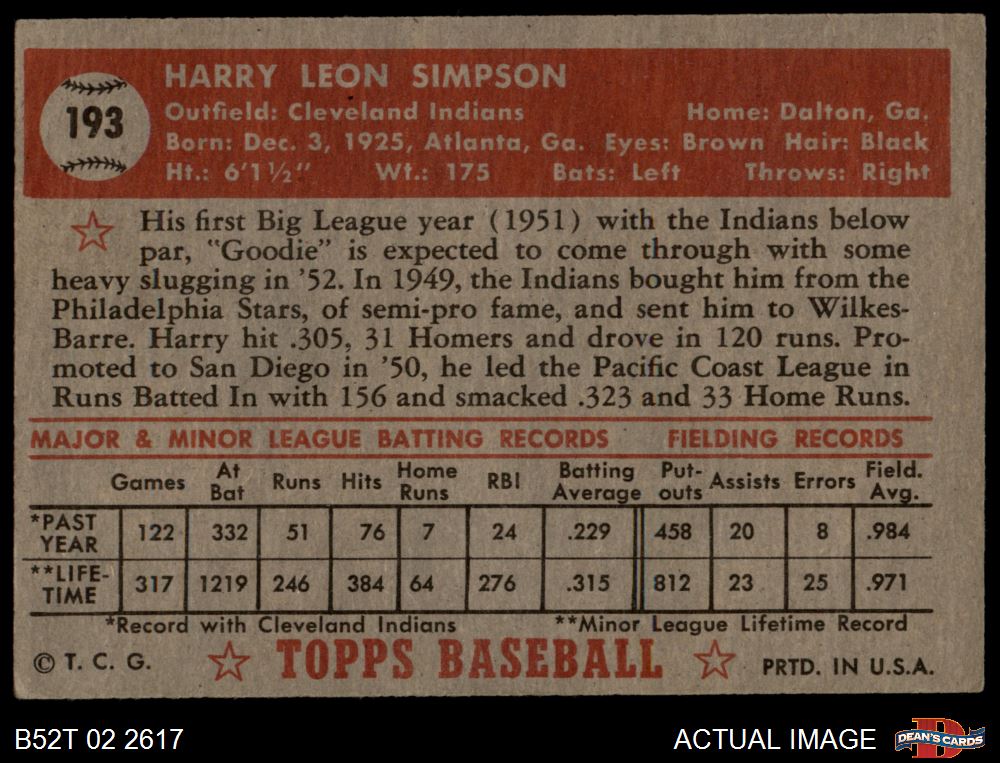 193
HARRY LEON SIMPSON
Outfield: Cleveland Indians Home: Dalton, Ga.
Born: Dec. 3, 1925, Atlanta, Ga. Eyes: Brown Hair: Black
Ht.: 6'1½" Wt.: 175 Bats: Left Throws: Right
His first Big League year (1951) with the Indians below
par, "Goodie" is expected to come through with some
heavy slugging in '52. In 1949, the Indians bought him from the
Philadelphia Stars, of semi-pro fame, and sent him to Wilkes-
Barre. Harry hit .305, 31 Homers and drove in 120 runs. Pro-
moted to San Diego in '50, he led the Pacific Coast League in
Runs Batted In with 156 and smacked .323 and 33 Home Runs.
MAJOR & MINOR LEAGUE BATTING RECORDS FIELDING RECORDS
Games At Bat Runs Hits Home Runs RBI Batting Average Put-outs Assists Errors Field. Avg.
*PAST YEAR 122 332 51 76 7 24 .229 458 20 8 .984
**LIFE-TIME 317 1219 246 384 64 276 .315 812 23 25 .971
*Record with Cleveland Indians **Minor League Lifetime Record
© T. C. G. TOPPS BASEBALL PRTD. IN U.S.A.
B52T 02 2617 ACTUAL IMAGE DEAN'S CARDS